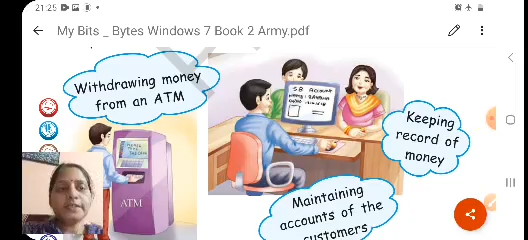 21:25
My Bits _ Bytes Windows 7 Book 2 Army.pdf
Withdrawing money
from an ATM
SB Account
Keeping
record of
money
ATM
Maintaining
accounts of the
customers